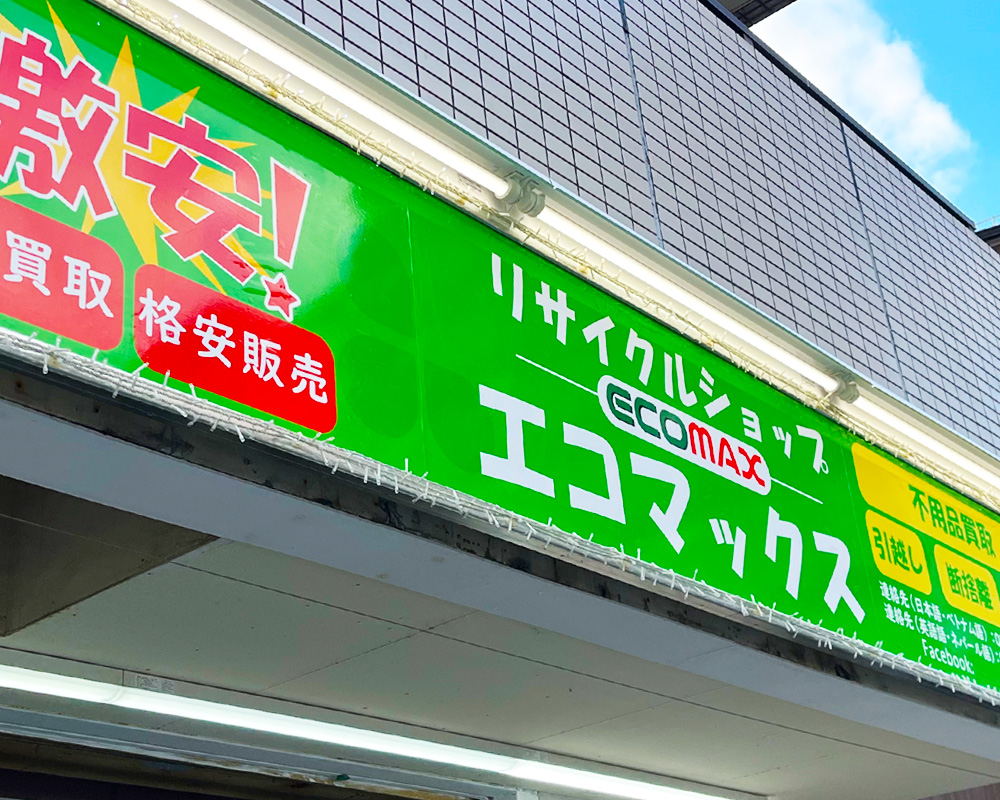 激安!
買取
格安販売
リサイクルショップ
ECOMAX
エコマックス
不用品買取
引越し
断捨離
連絡先(日本語・ベトナム語):
連絡先(英語語・ネパール語):
Facebook: